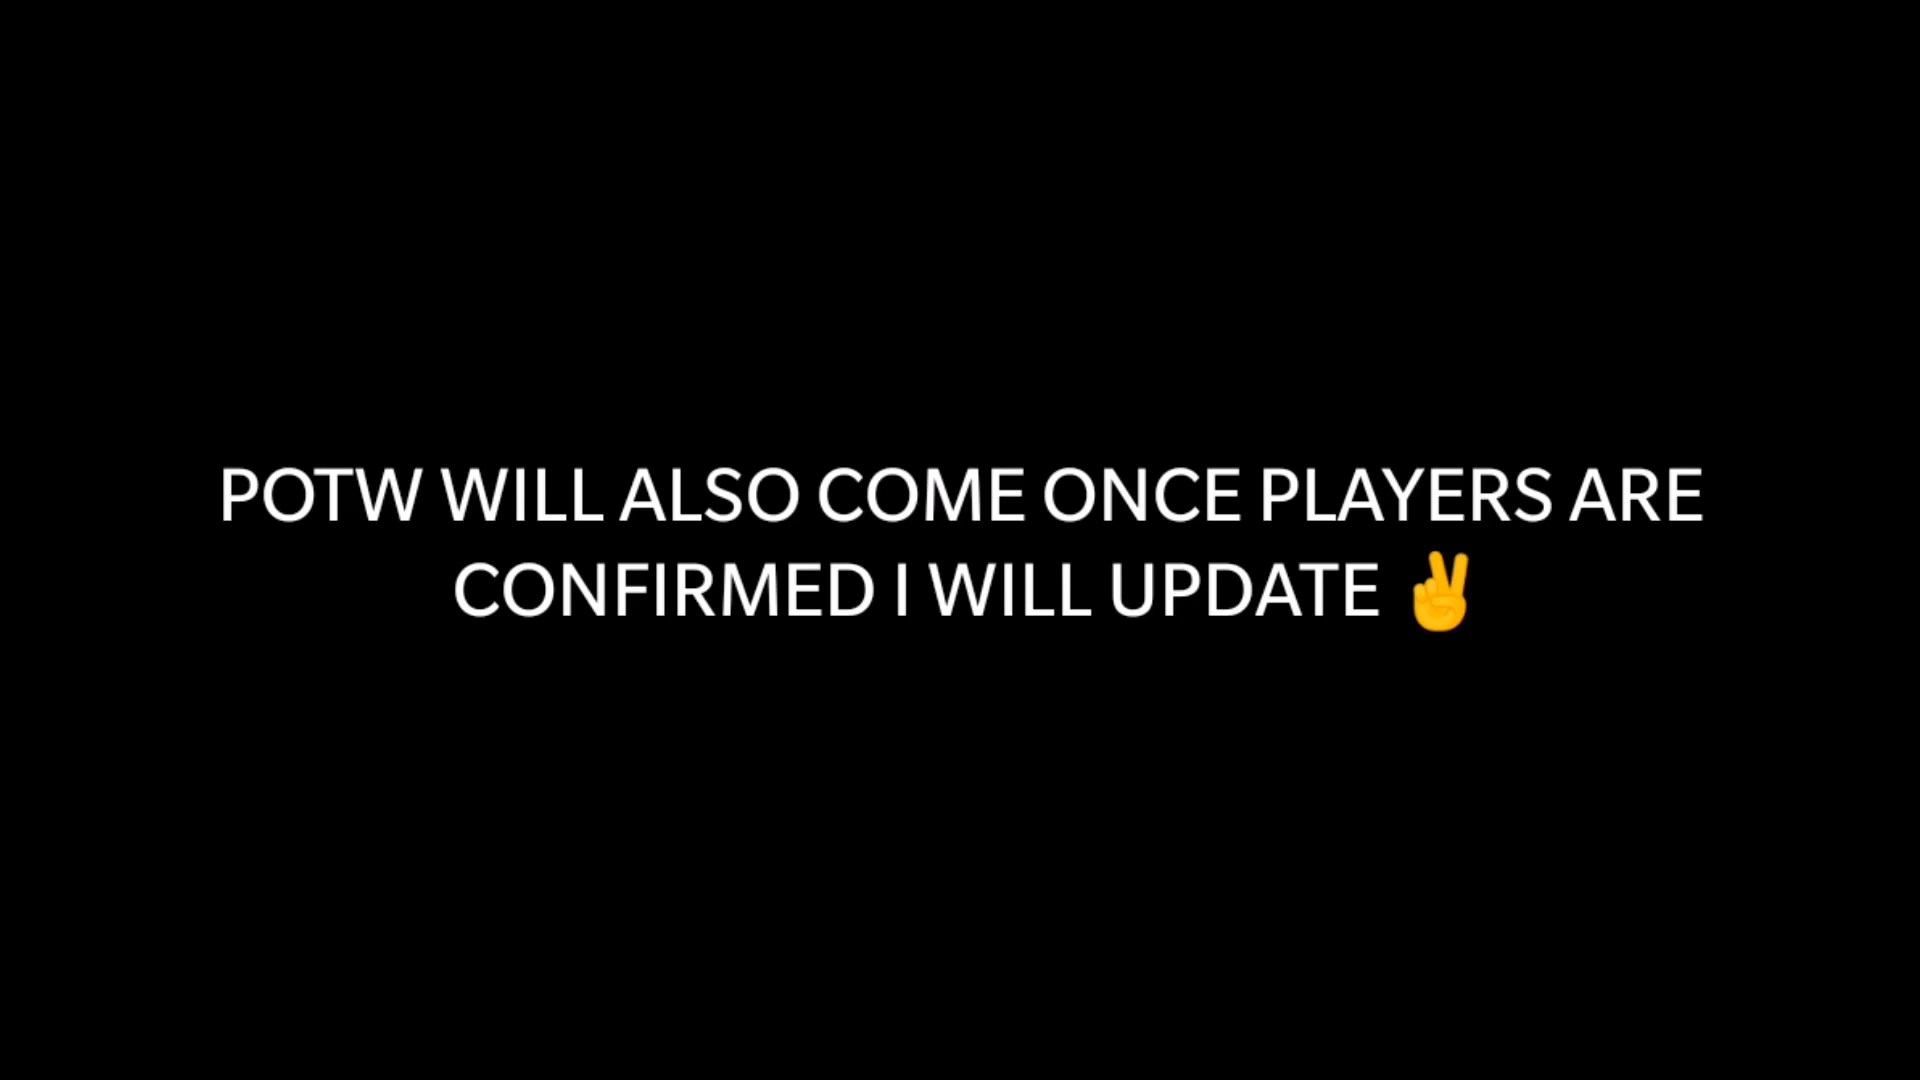 POTW WILL ALSO COME ONCE PLAYERS ARE
CONFIRMED I WILL UPDATE ✌️